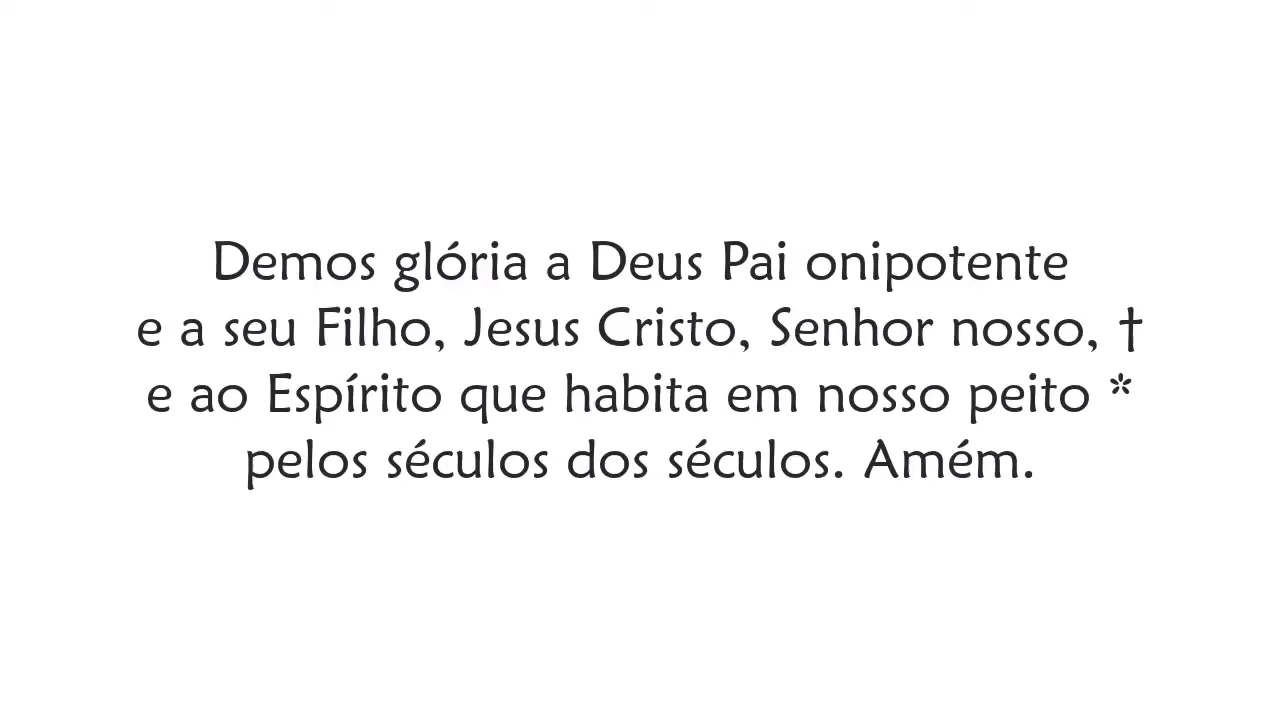 Demos glória a Deus Pai onipotente
e a seu Filho, Jesus Cristo, Senhor nosso, †
e ao Espírito que habita em nosso peito *
pelos séculos dos séculos. Amém.